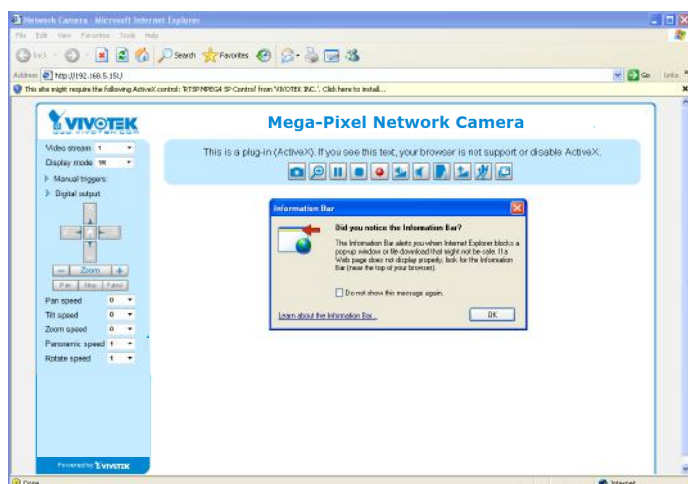 Network Camera - Microsoft Internet Explorer
File Edit View Favorites Tools Help
Back Search Favorites
Address http://192.168.5.151/ Go Links
This site might require the following ActiveX control: 'RTSP MPEG4 SP Control' from 'VIVOTEK INC.'. Click here to install...
VIVOTEK
Mega-Pixel Network Camera
Video stream 1
This is a plug-in (ActiveX). If you see this text, your browser is not support or disable ActiveX.
Display mode
Manual triggers:
Digital output:
Information Bar
Did you notice the Information Bar?
The Information Bar alerts you when Internet Explorer blocks a
pop-up window or file download that might not be safe. If a
Web page does not display properly, look for the Information
Bar (near the top of your browser).
Do not show this message again.
Learn about the Information Bar...
OK
Zoom
Pan Stop Patrol
Pan speed 0
Tilt speed 0
Zoom speed 0
Panoramic speed 1
Rotate speed 1
Powered by VIVOTEK
Done
Internet